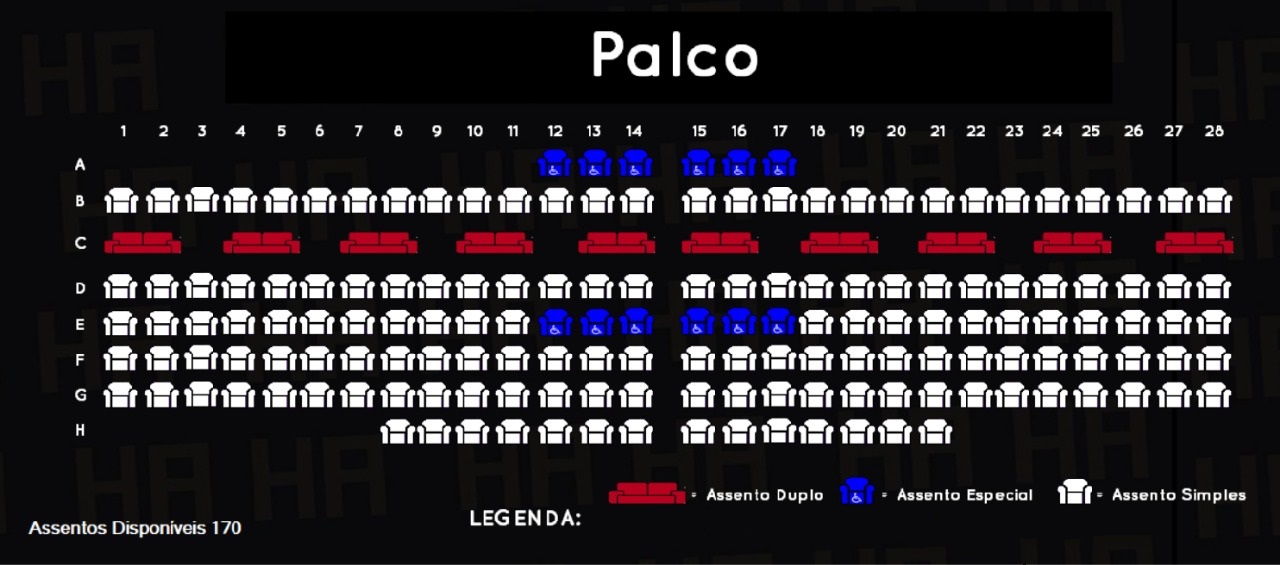 Palco
1 2 3 4 5 6 7 8 9 10 11 12 13 14 15 16 17 18 19 20 21 22 23 24 25 26 27 28
A
B
C
D
E
F
G
H
= Assento Duplo = Assento Especial = Assento Simples
LEGENDA:
Assentos Disponíveis 170